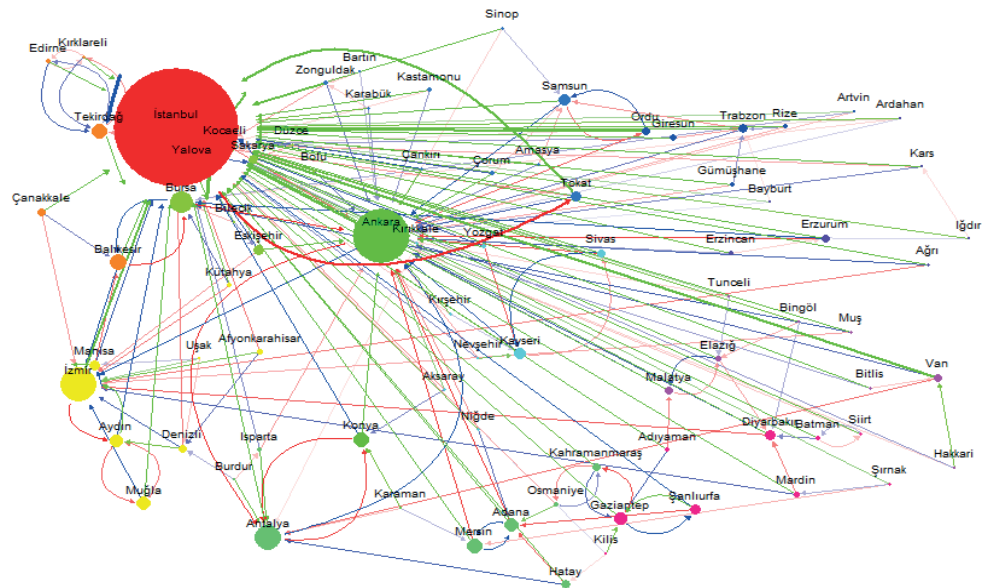 Sinop
Edirne
Kırklareli
Bartın
Zonguldak
Kastamonu
Samsun
Karabük
Artvin
Ardahan
Tekirdağ
İstanbul
Kocaeli
Düzce
Ordu
Giresun
Trabzon
Rize
Yalova
Sakarya
Bolu
Çankırı
Çorum
Amasya
Kars
Gümüşhane
Bayburt
Çanakkale
Bursa
Bilecik
Tokat
Ankara
Kırıkkale
Yozgat
Iğdır
Eskişehir
Balıkesir
Sivas
Erzincan
Erzurum
Ağrı
Kütahya
Tunceli
Kırşehir
Bingöl
Muş
Manisa
Uşak
Afyonkarahisar
Nevşehir
Kayseri
Elazığ
İzmir
Aksaray
Malatya
Bitlis
Van
Aydın
Denizli
Isparta
Konya
Niğde
Adıyaman
Diyarbakır
Batman
Siirt
Burdur
Kahramanmaraş
Hakkari
Muğla
Karaman
Osmaniye
Gaziantep
Şanlıurfa
Mardin
Şırnak
Antalya
Mersin
Adana
Kilis
Hatay